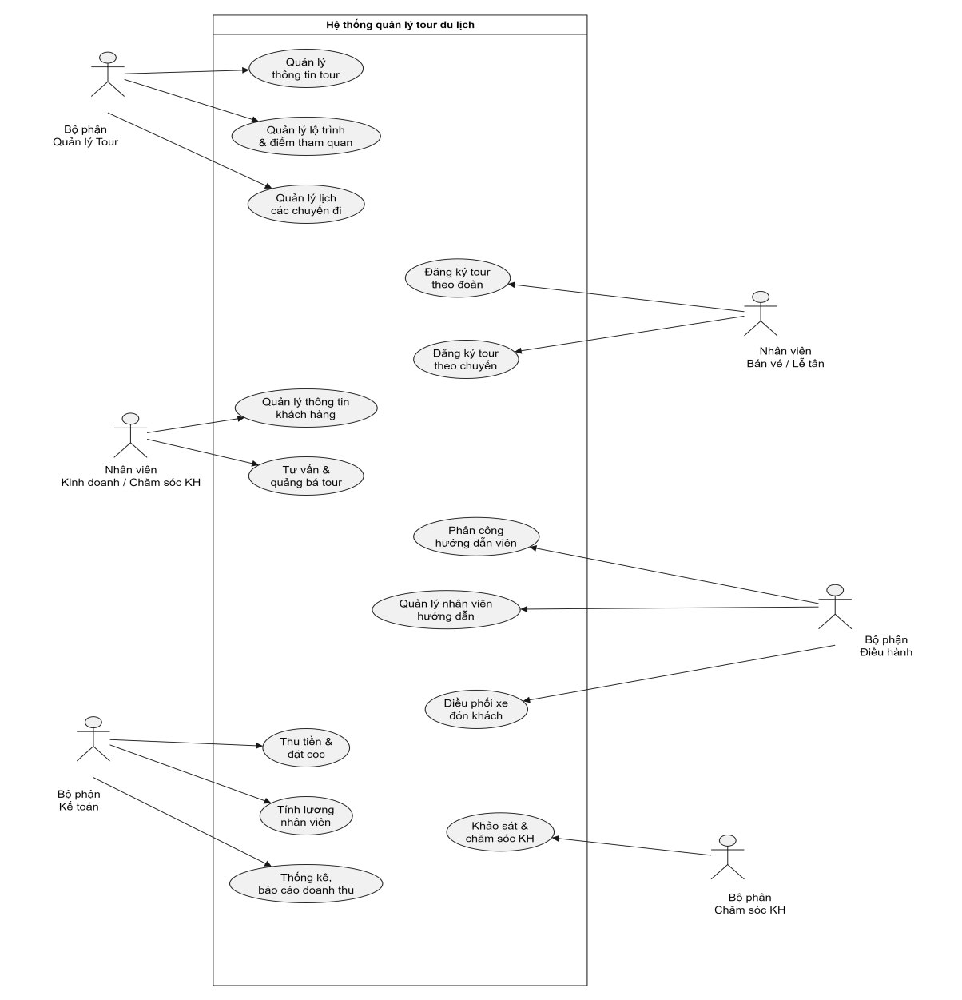 Hệ thống quản lý tour du lịch
Quản lý
thông tin tour
Bộ phận
Quản lý Tour
Quản lý lộ trình
& điểm tham quan
Quản lý lịch
các chuyến đi
Đăng ký tour
theo đoàn
Nhân viên
Bán vé / Lễ tân
Đăng ký tour
theo chuyến
Quản lý thông tin
khách hàng
Nhân viên
Kinh doanh / Chăm sóc KH
Tư vấn &
quảng bá tour
Phân công
hướng dẫn viên
Quản lý nhân viên
hướng dẫn
Bộ phận
Điều hành
Điều phối xe
đón khách
Thu tiền &
đặt cọc
Bộ phận
Kế toán
Tính lương
nhân viên
Khảo sát &
chăm sóc KH
Thống kê,
báo cáo doanh thu
Bộ phận
Chăm sóc KH